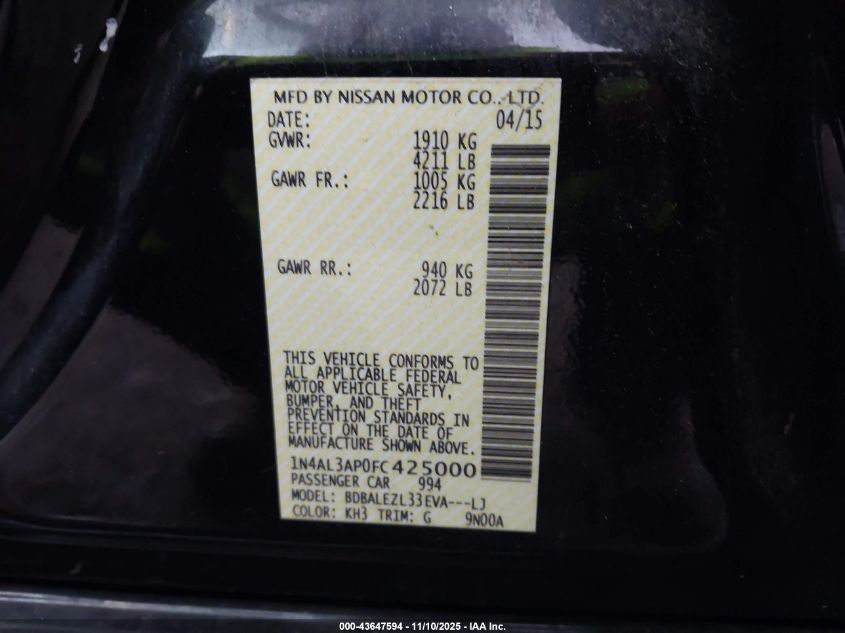 MFD BY NISSAN MOTOR CO., LTD.
DATE: 04/15
GVWR: 1910 KG
4211 LB
GAWR FR.: 1005 KG
2216 LB
GAWR RR.: 940 KG
2072 LB
THIS VEHICLE CONFORMS TO
ALL APPLICABLE FEDERAL
MOTOR VEHICLE SAFETY,
BUMPER, AND THEFT
PREVENTION STANDARDS IN
EFFECT ON THE DATE OF
MANUFACTURE SHOWN ABOVE.
1N4AL3AP0FC425000
PASSENGER CAR 994
MODEL: BDBALEZL33EVA---LJ
COLOR: KH3 TRIM: G 9N00A
000-43647594 - 11/10/2025 - IAA Inc.